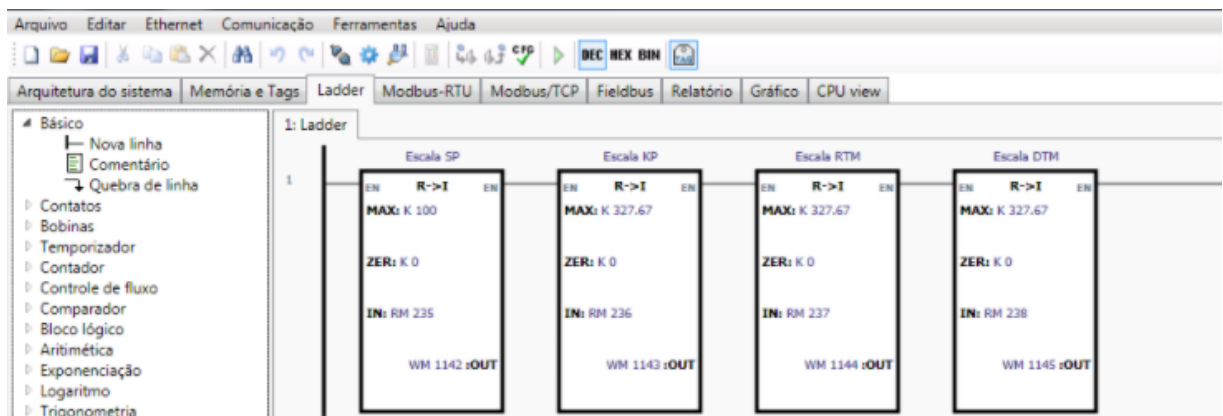 Arquivo Editar Ethernet Comunicação Ferramentas Ajuda
CFG DEC HEX BIN TAG
Arquitetura do sistema Memória e Tags Ladder Modbus-RTU Modbus/TCP Fieldbus Relatório Gráfico CPU view
Básico
Nova linha
Comentário
Quebra de linha
Contatos
Bobinas
Temporizador
Contador
Controle de fluxo
Comparador
Bloco lógico
Aritimética
Exponenciação
Logaritmo
Trigonometria
1: Ladder
1
Escala SP
EN R->I EN
MAX: K 100
ZER: K 0
IN: RM 235
WM 1142 :OUT
Escala KP
EN R->I EN
MAX: K 327.67
ZER: K 0
IN: RM 236
WM 1143 :OUT
Escala RTM
EN R->I EN
MAX: K 327.67
ZER: K 0
IN: RM 237
WM 1144 :OUT
Escala DTM
EN R->I EN
MAX: K 327.67
ZER: K 0
IN: RM 238
WM 1145 :OUT